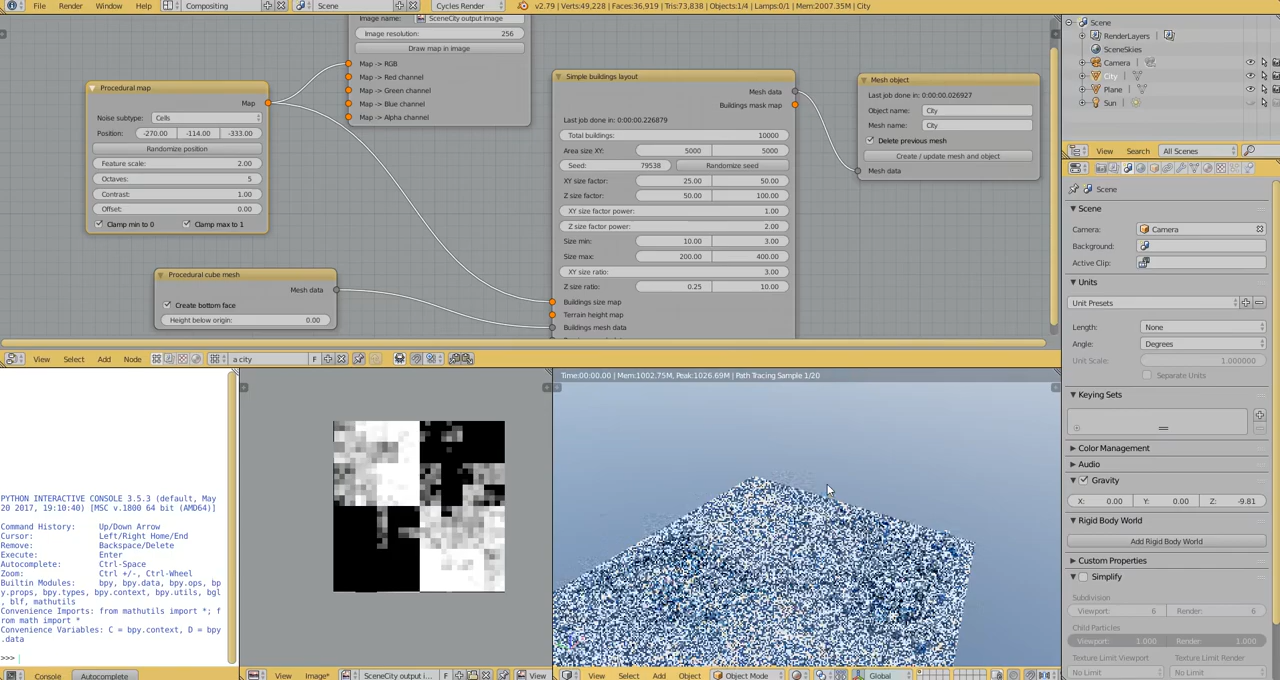 File Render Window Help Compositing Scene Cycles Render v2.79 | Verts:49,228 | Faces:36,919 | Tris:73,838 | Objects:1/4 | Lamps:0/1 | Mem:2007.35M | City
Image name: SceneCity output image
Image resolution: 256
Draw map in image
Map -> RGB
Map -> Red channel
Map -> Green channel
Map -> Blue channel
Map -> Alpha channel
Procedural map
Map
Noise subtype: Cells
Position: -270.00 -114.00 -333.00
Randomize position
Feature scale: 2.00
Octaves: 5
Contrast: 1.00
Offset: 0.00
Clamp min to 0 Clamp max to 1
Procedural cube mesh
Mesh data
Create bottom face
Height below origin: 0.00
Simple buildings layout
Mesh data
Buildings mask map
Last job done in: 0:00:00.226879
Total buildings: 10000
Area size XY: 5000 5000
Seed: 79538 Randomize seed
XY size factor: 25.00 50.00
Z size factor: 50.00 100.00
XY size factor power: 1.00
Z size factor power: 2.00
Size min: 10.00 3.00
Size max: 200.00 400.00
XY size ratio: 3.00
Z size ratio: 0.25 10.00
Buildings size map
Terrain height map
Buildings mesh data
Mesh object
Last job done in: 0:00:00.026927
Object name: City
Mesh name: City
Delete previous mesh
Create / update mesh and object
Mesh data
View Select Add Node a city F
Scene
RenderLayers
SceneSkies
Camera
City
Plane
Sun
View Search All Scenes
Scene
Scene
Camera: Camera
Background:
Active Clip:
Units
Unit Presets
Length: None
Angle: Degrees
Unit Scale: 1.000000
Separate Units
Keying Sets
Color Management
Audio
Gravity
X: 0.00 Y: 0.00 Z: -9.81
Rigid Body World
Add Rigid Body World
Custom Properties
Simplify
Subdivision
Viewport: 6 Render: 6
Child Particles
Viewport: 1.000 Render: 1.000
Texture Limit Viewport Texture Limit Render
No Limit No Limit
PYTHON INTERACTIVE CONSOLE 3.5.3 (default, May
20 2017, 19:10:40) [MSC v.1800 64 bit (AMD64)]
Command History: Up/Down Arrow
Cursor: Left/Right Home/End
Remove: Backspace/Delete
Execute: Enter
Autocomplete: Ctrl-Space
Zoom: Ctrl +/-, Ctrl-Wheel
Builtin Modules: bpy, bpy.data, bpy.ops, bp
y.props, bpy.types, bpy.context, bpy.utils, bgl
, blf, mathutils
Convenience Imports: from mathutils import *; f
rom math import *
Convenience Variables: C = bpy.context, D = bpy
.data
>>>
Console Autocomplete
View Image* SceneCity output i... F View
Time:00:00.00 | Mem:1002.75M, Peak:1026.69M | Path Tracing Sample 1/20
View Select Add Object Object Mode Global